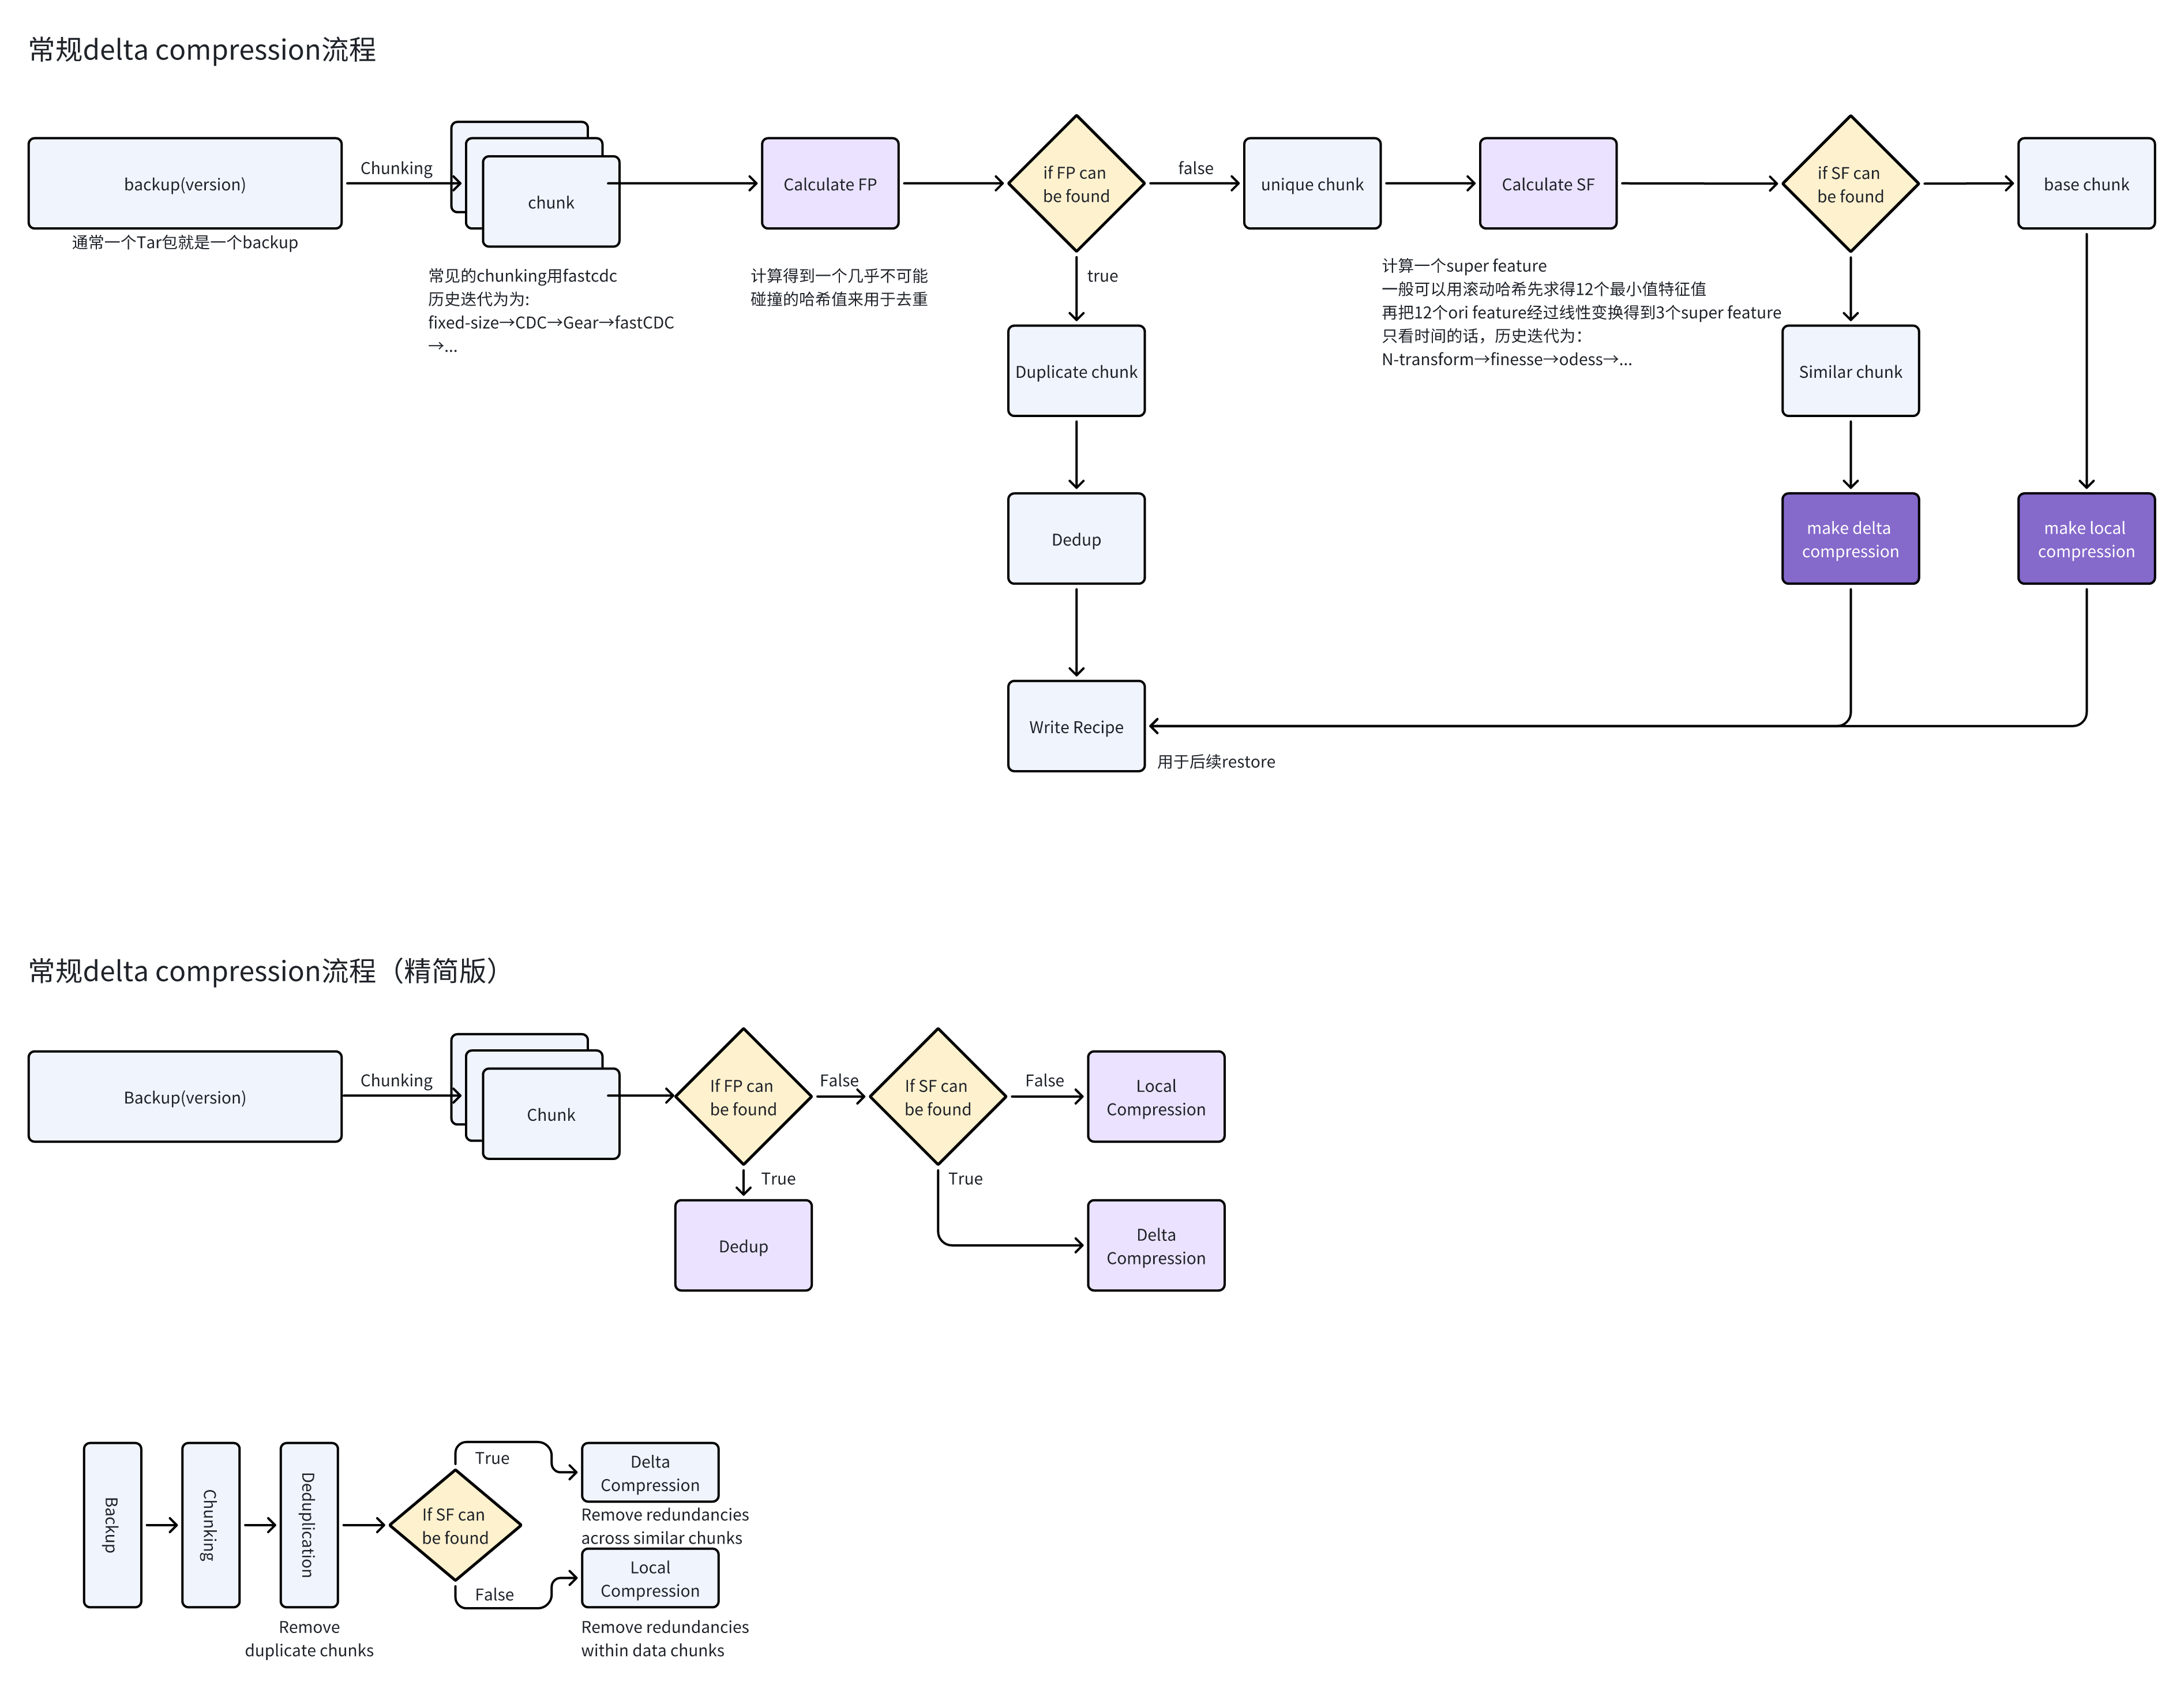 常规delta compression流程
backup(version)
通常一个Tar包就是一个backup
Chunking
chunk
常见的chunking用fastcdc
历史迭代为为:
fixed-size→CDC→Gear→fastCDC
→...
Calculate FP
计算得到一个几乎不可能
碰撞的哈希值来用于去重
if FP can
be found
false
true
unique chunk
Calculate SF
计算一个super feature
一般可以用滚动哈希先求得12个最小值特征值
再把12个ori feature经过线性变换得到3个super feature
只看时间的话，历史迭代为：
N-transform→finesse→odess→...
if SF can
be found
base chunk
Duplicate chunk
Similar chunk
Dedup
make delta
compression
make local
compression
Write Recipe
用于后续restore
常规delta compression流程（精简版）
Backup(version)
Chunking
Chunk
If FP can
be found
False
If SF can
be found
False
Local
Compression
True
True
Dedup
Delta
Compression
Backup
Chunking
Deduplication
Remove
duplicate chunks
If SF can
be found
True
False
Delta
Compression
Remove redundancies
across similar chunks
Local
Compression
Remove redundancies
within data chunks